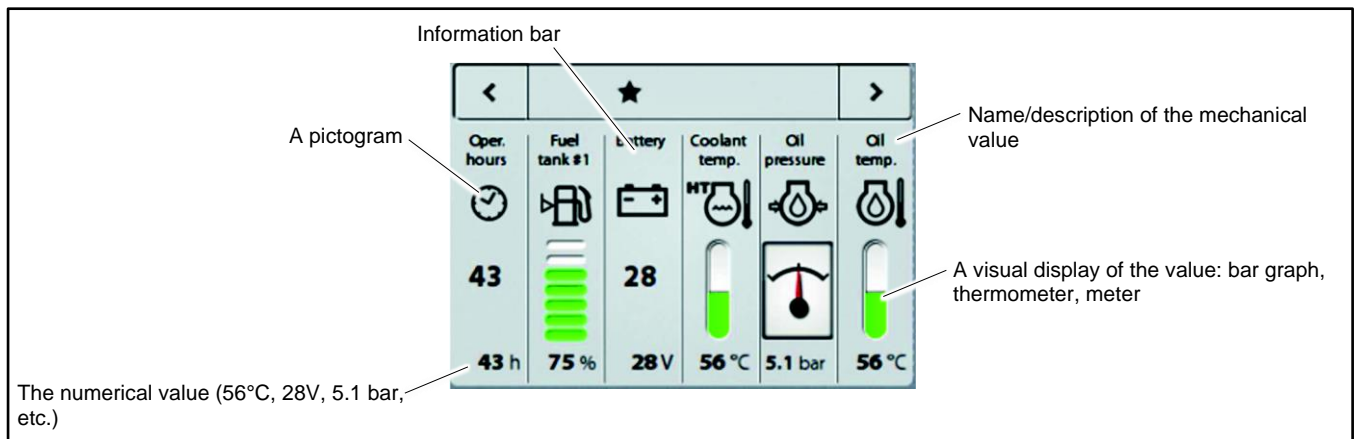 Information bar
A pictogram
Name/description of the mechanical
value
Oper.
hours
Fuel
tank #1
Battery
Coolant
temp.
Oil
pressure
Oil
temp.
HT
43
28
A visual display of the value: bar graph,
thermometer, meter
43 h
75 %
28 V
56 °C
5.1 bar
56 °C
The numerical value (56°C, 28V, 5.1 bar,
etc.)